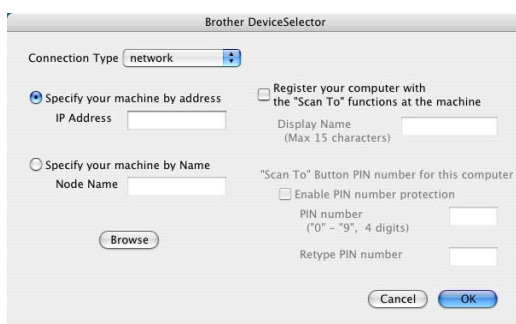 Brother DeviceSelector
Connection Type network
Specify your machine by address
IP Address
Specify your machine by Name
Node Name
Browse
Register your computer with
the "Scan To" functions at the machine
Display Name
(Max 15 characters)
"Scan To" Button PIN number for this computer
Enable PIN number protection
PIN number
("0" – "9", 4 digits)
Retype PIN number
Cancel OK